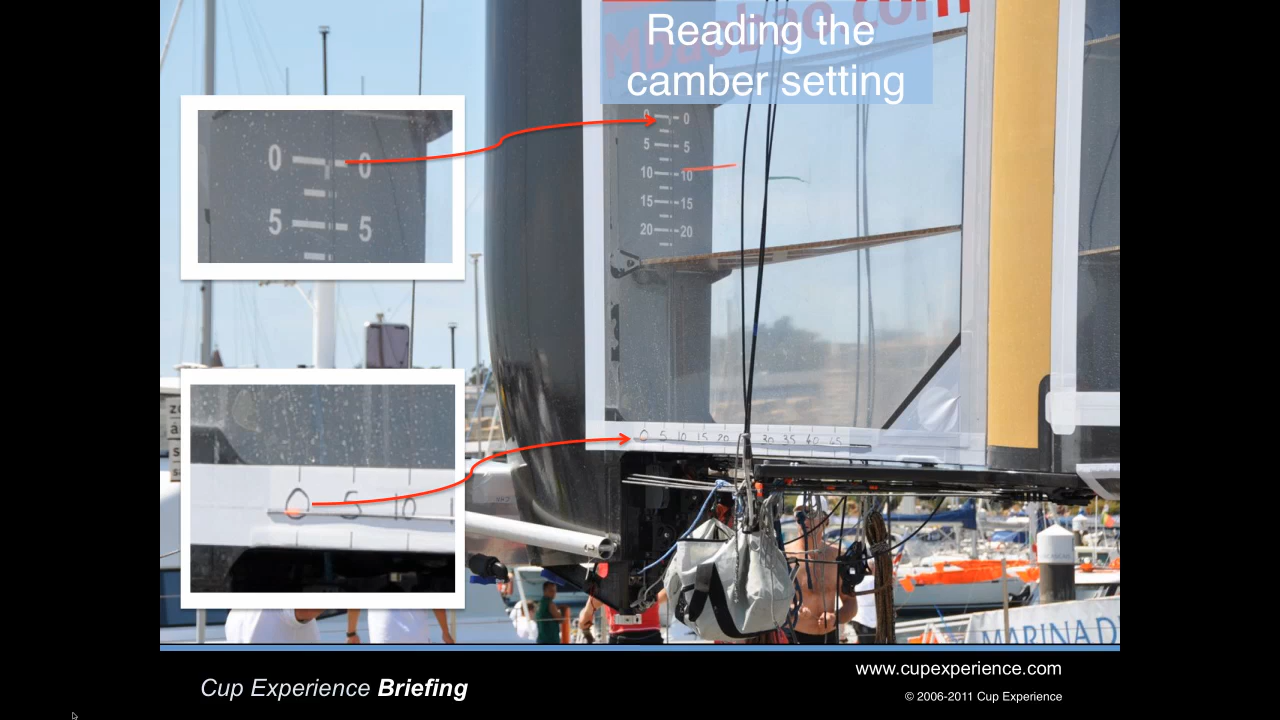 Mbaobao.com
Reading the
camber setting
0 0
5 5
0 0
5 5
10 10
15 15
20 20
0 5 10 15 20 30 35 40 45
0 5 10
MARINA D
Cup Experience Briefing
www.cupexperience.com
© 2006-2011 Cup Experience